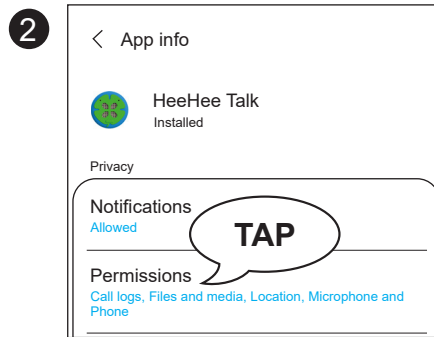 2
< App info
HeeHee Talk
Installed
Privacy
Notifications
Allowed
TAP
Permissions
Call logs, Files and media, Location, Microphone and
Phone